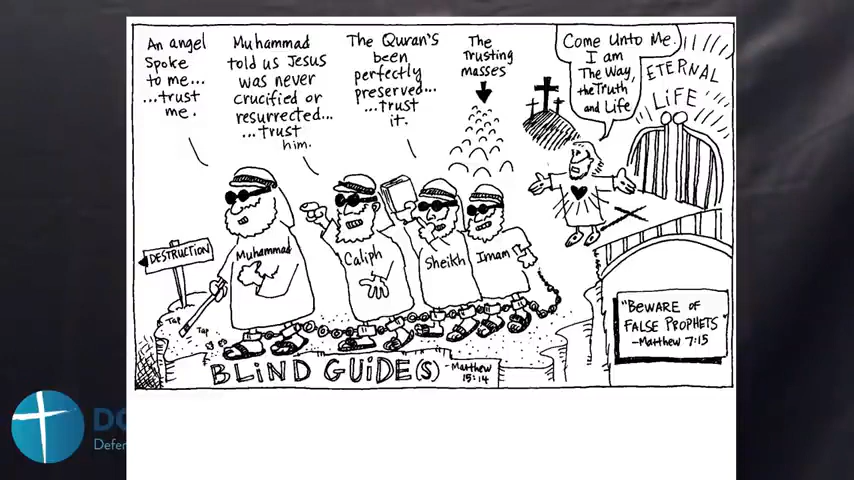 An angel
Spoke
to me...
...trust
me.
Muhammad
told us Jesus
was never
crucified or
resurrected...
...trust
him.
The Quran's
been
perfectly
preserved...
...trust
it.
The
Trusting
masses
Come Unto Me.
I am
The Way,
the Truth
and Life
ETERNAL
LiFE
DESTRUCTION
Muhammad
Caliph
Sheikh
Imam
TAP
TAP
BLiND GUiDE(S)
-Matthew
15:14
"BEWARE OF
FALSE PROPHETS"
-Matthew 7:15